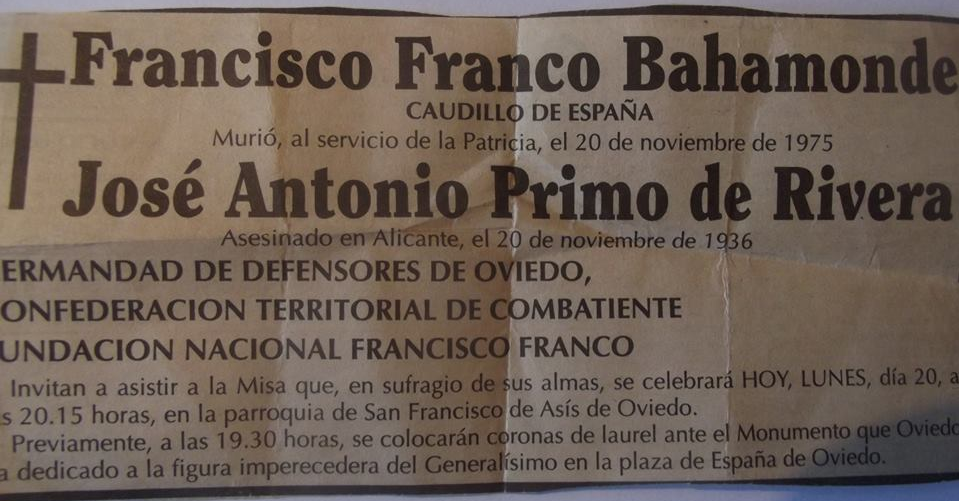 Francisco Franco Bahamonde
CAUDILLO DE ESPAÑA
Murió, al servicio de la Patricia, el 20 de noviembre de 1975
José Antonio Primo de Rivera
Asesinado en Alicante, el 20 de noviembre de 1936
ERMANDAD DE DEFENSORES DE OVIEDO,
ONFEDERACION TERRITORIAL DE COMBATIENTE
UNDACION NACIONAL FRANCISCO FRANCO
Invitan a asistir a la Misa que, en sufragio de sus almas, se celebrará HOY, LUNES, día 20, a
s 20.15 horas, en la parroquia de San Francisco de Asís de Oviedo.
Previamente, a las 19.30 horas, se colocarán coronas de laurel ante el Monumento que Oviedo
a dedicado a la figura imperecedera del Generalísimo en la plaza de España de Oviedo.